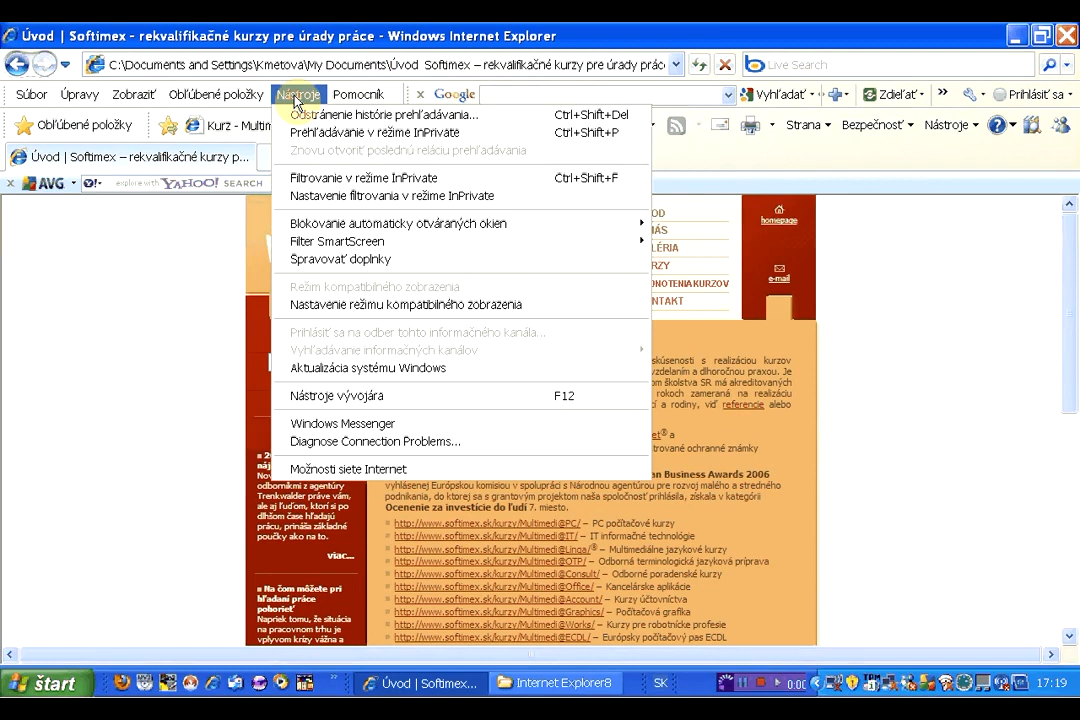 Úvod | Softimex - rekvalifikačné kurzy pre úrady práce - Windows Internet Explorer
C:\Documents and Settings\Kmetova\My Documents\Úvod Softimex – rekvalifikačné kurzy pre úrady prác
Live Search
Súbor Úpravy Zobraziť Obľúbené položky Nástroje Pomocník
x Google Vyhľadať Zdieľať » Prihlásiť sa
Obľúbené položky Kurz - Multim
Strana Bezpečnosť Nástroje
Úvod | Softimex - rekvalifikačné kurzy p...
x AVG Y! explore with YAHOO! SEARCH
Odstránenie histórie prehľadávania... Ctrl+Shift+Del
Prehľadávanie v režime InPrivate Ctrl+Shift+P
Znovu otvoriť poslednú reláciu prehľadávania
Filtrovanie v režime InPrivate Ctrl+Shift+F
Nastavenie filtrovania v režime InPrivate
Blokovanie automaticky otváraných okien
Filter SmartScreen
Spravovať doplnky
Režim kompatibilného zobrazenia
Nastavenie režimu kompatibilného zobrazenia
Prihlásiť sa na odber tohto informačného kanála...
Vyhľadávanie informačných kanálov
Aktualizácia systému Windows
Nástroje vývojára F12
Windows Messenger
Diagnose Connection Problems...
Možnosti siete Internet
OD
NÁS
LÉRIA
RZY
DNOTENIA KURZOV
NTAKT
homepage
e-mail
skúsenosti s realizáciou kurzov
vzdelaním a dlhoročnou praxou. Je
om školstva SR má akreditovaných
rokoch zameraná na realizáciu
cí a rodiny, viď referencie alebo
et® a
trované ochranné známky
an Business Awards 2006
vyhlásenej Európskou komisiou v spolupráci s Národnou agentúrou pre rozvoj malého a stredného
podnikania, do ktorej sa s grantovým projektom naša spoločnosť prihlásila, získala v kategórii
Ocenenie za investície do ľudí 7. miesto.
http://www.softimex.sk/kurzy/Multimedi@PC/ – PC počítačové kurzy
http://www.softimex.sk/kurzy/Multimedi@IT/ – IT informačné technológie
http://www.softimex.sk/kurzy/Multimedi@Linga/® – Multimediálne jazykové kurzy
http://www.softimex.sk/kurzy/Multimedi@OTP/ – Odborná terminologická jazyková príprava
http://www.softimex.sk/kurzy/Multimedi@Consult/ – Odborné poradenské kurzy
http://www.softimex.sk/kurzy/Multimedi@Office/ – Kancelárske aplikácie
http://www.softimex.sk/kurzy/Multimedi@Account/ – Kurzy účtovníctva
http://www.softimex.sk/kurzy/Multimedi@Graphics/ – Počítačová grafika
http://www.softimex.sk/kurzy/Multimedi@Works/ – Kurzy pre robotnícke profesie
http://www.softimex.sk/kurzy/Multimedi@ECDL/ – Európsky počítačový pas ECDL
odborníkmi z agentúry
Trenkwalder práve vám,
ale aj ľuďom, ktorí si po
dlhšom čase hľadajú
prácu, prináša základné
poučky ako na to.
viac...
Na čom môžete pri
hľadaní práce
pohorieť
Napriek tomu, že situácia
na pracovnom trhu je
vplyvom krízy vážna a
štart
Úvod | Softimex...
Internet Explorer8
SK
0:00
17:19